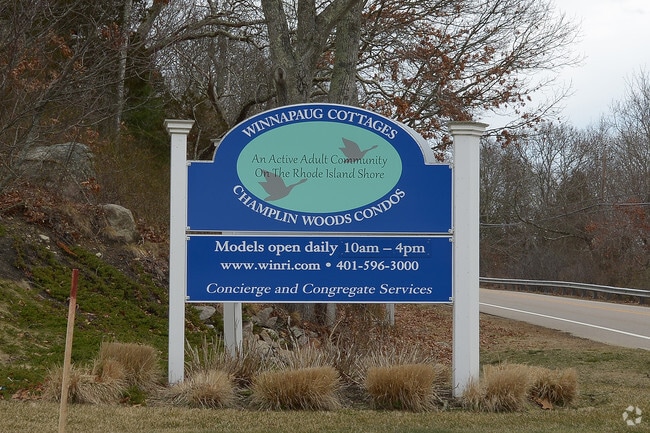 WINNAPAUG COTTAGES
An Active Adult Community
On The Rhode Island Shore
CHAMPLIN WOODS CONDOS
Models open daily 10am – 4pm
www.winri.com • 401-596-3000
Concierge and Congregate Services